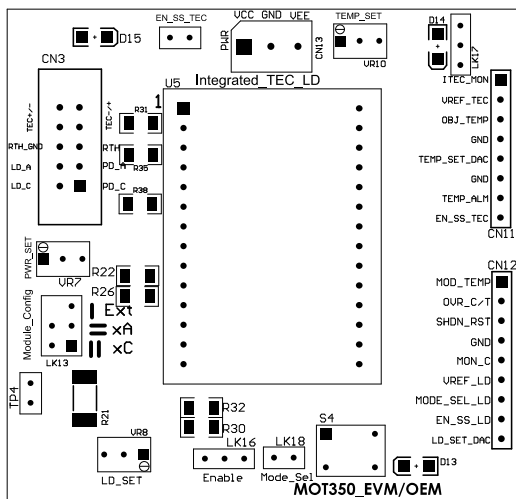 EN_SS_TEC
VCC GND VEE
TEMP_SET
D14
D15
PWR
CN13
VR10
LK17
CN3
U5
Integrated_TEC_LD
ITEC_MON
VREF_TEC
OBJ_TEMP
GND
TEMP_SET_DAC
GND
TEMP_ALM
EN_SS_TEC
CN11
1
TEC+/-
TEC-/+
R31
RTH_GND
RTH
R35
LD_A
PD_A
LD_C
PD_C
R38
PWR_SET
VR7
R22
R26
CN12
MOD_TEMP
OVR_C/T
SHDN_RST
GND
MON_C
VREF_LD
MODE_SEL_LD
EN_SS_LD
LD_SET_DAC
Module_Config
Ext
xA
xC
LK13
TP4
R21
R32
R30
VR8
LD_SET
LK16
Enable
LK18
Mode_Sel
S4
D13
MOT350_EVM/OEM